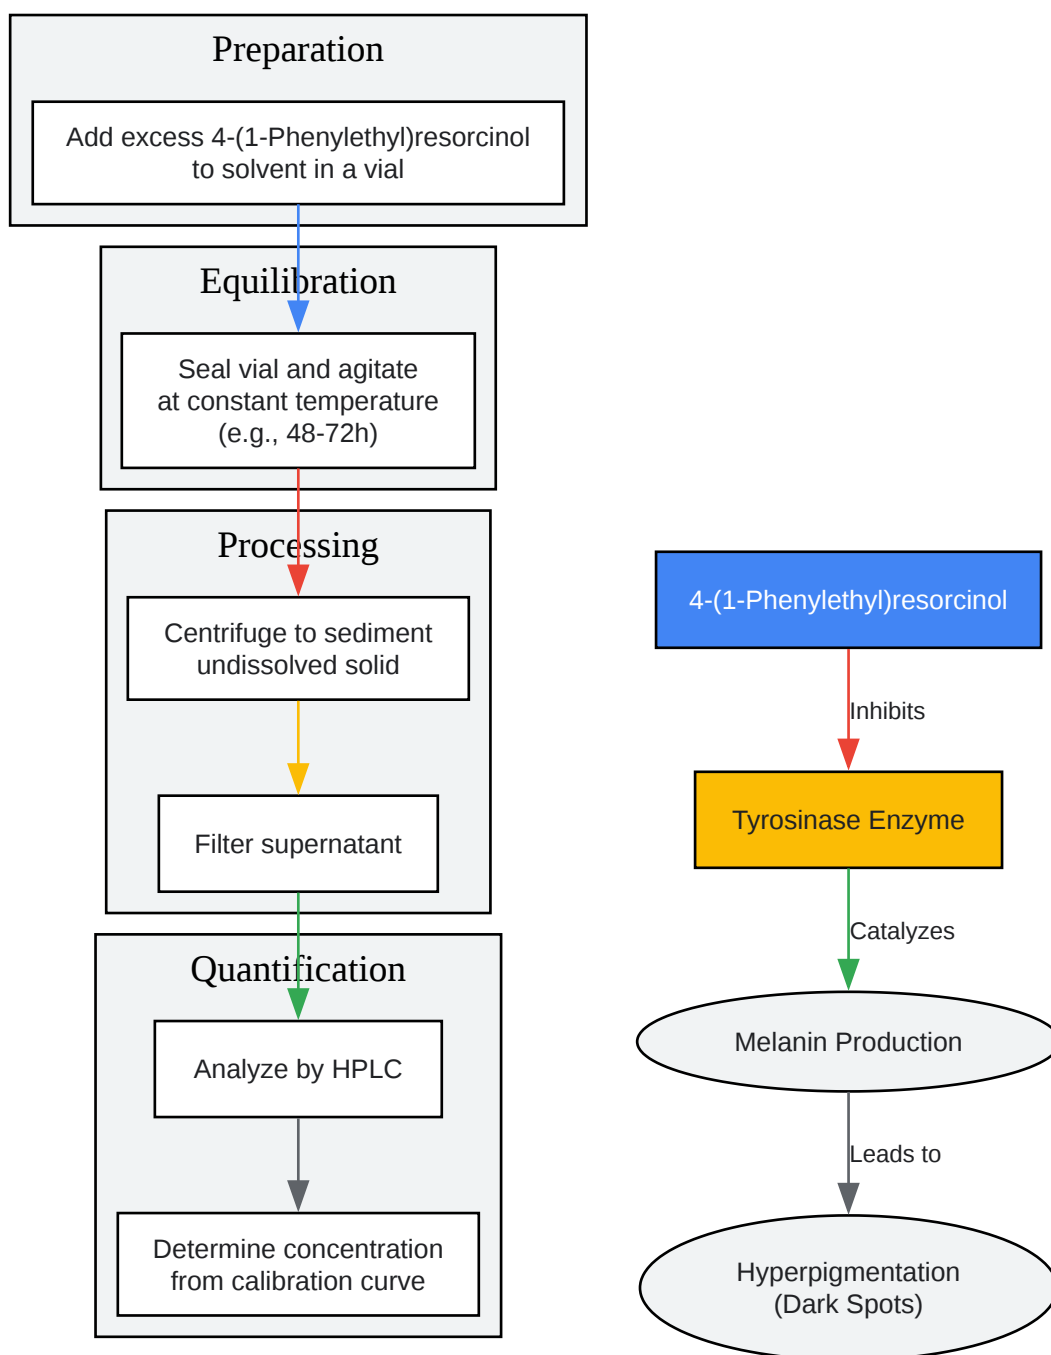 Preparation
Add excess 4-(1-Phenylethyl)resorcinol
to solvent in a vial
Equilibration
Seal vial and agitate
at constant temperature
(e.g., 48-72h)
Processing
Centrifuge to sediment
undissolved solid
Filter supernatant
Quantification
Analyze by HPLC
Determine concentration
from calibration curve
4-(1-Phenylethyl)resorcinol
Inhibits
Tyrosinase Enzyme
Catalyzes
Melanin Production
Leads to
Hyperpigmentation
(Dark Spots)